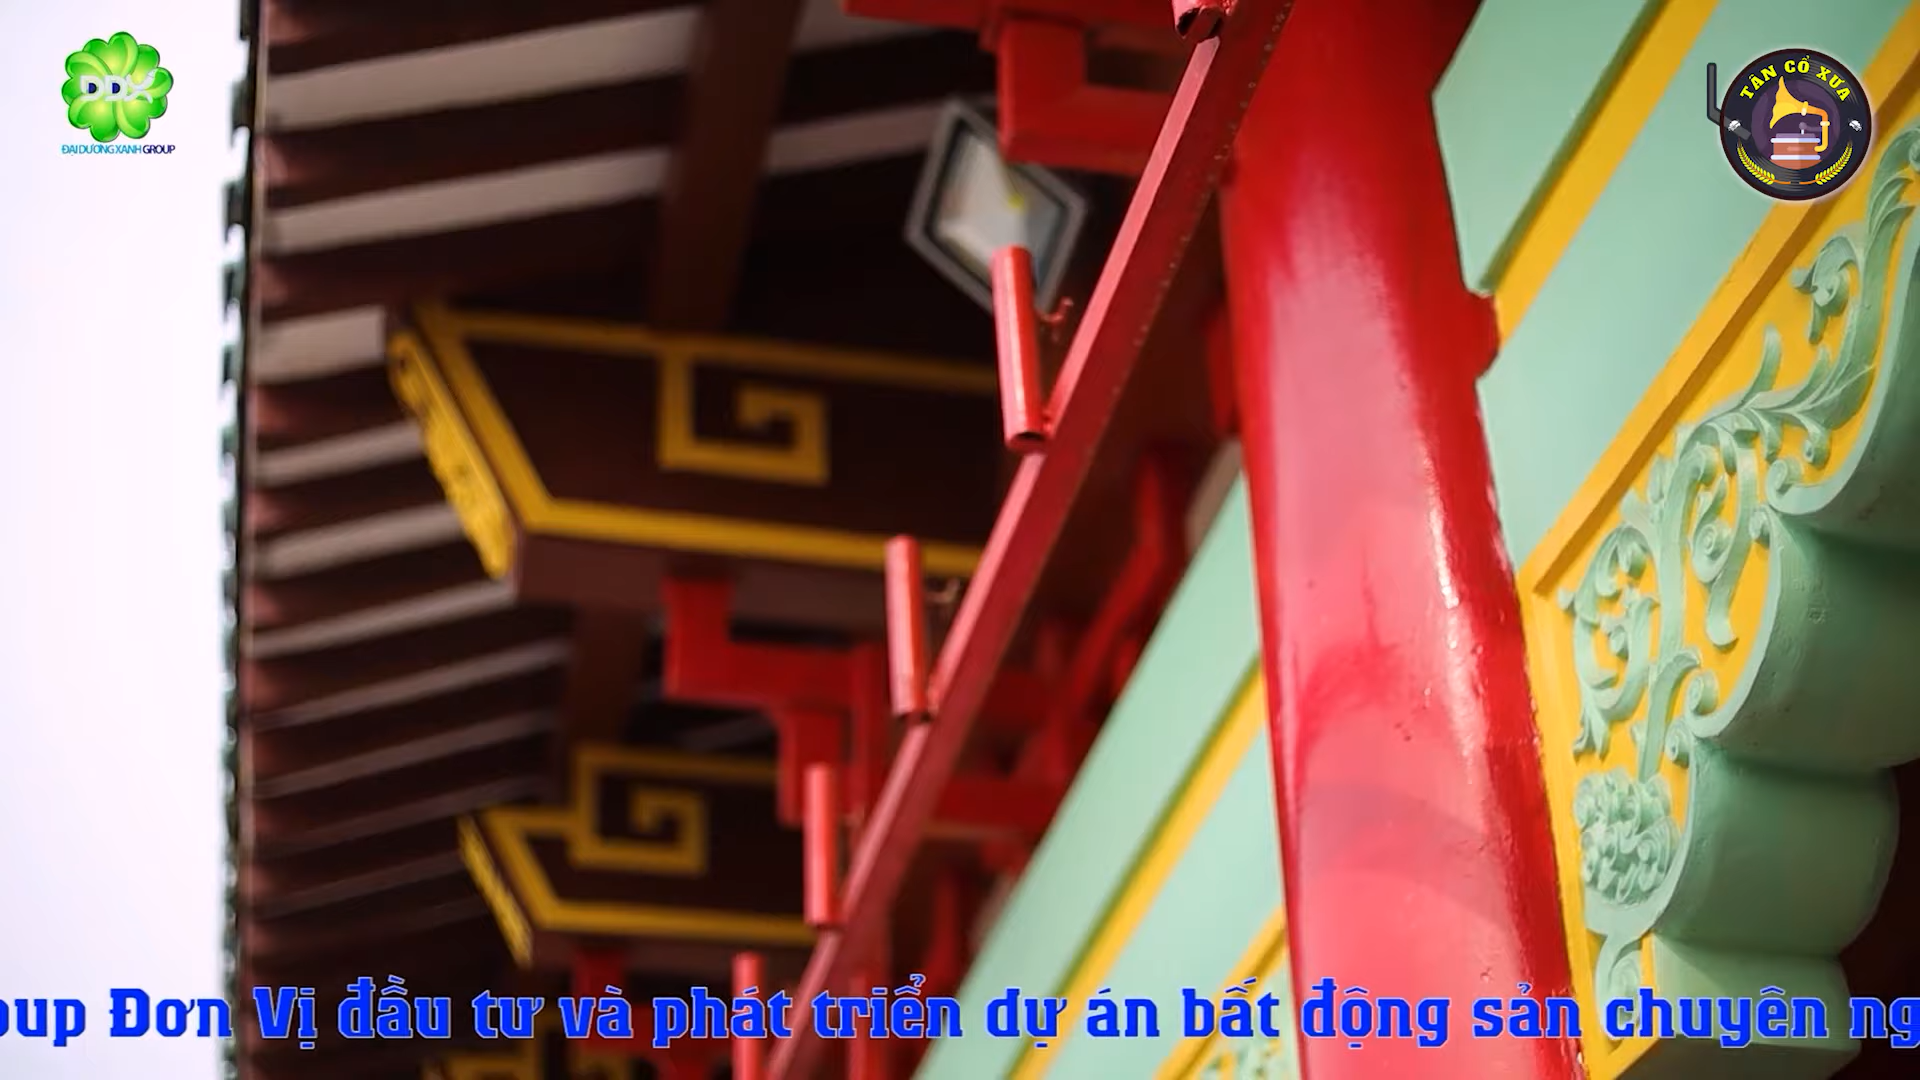 DDX
ĐẠI DƯƠNG XANH GROUP
TÂN CỔ XƯA
oup Đơn Vị đầu tư và phát triển dự án bất động sản chuyên ng